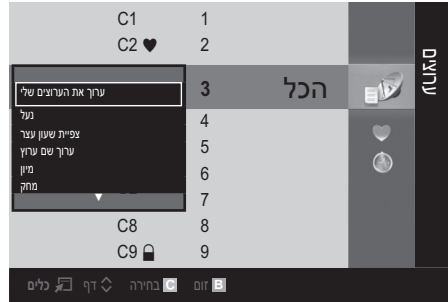 ערוצים
C1 1
C2 2
הכל 3
ערוך את הערוצים שלי
נעל
צפיית שעון עצר
ערוך שם ערוץ
מיון
מחק
4
5
6
7
C8 8
C9 9
B זום C בחירה דף כלים